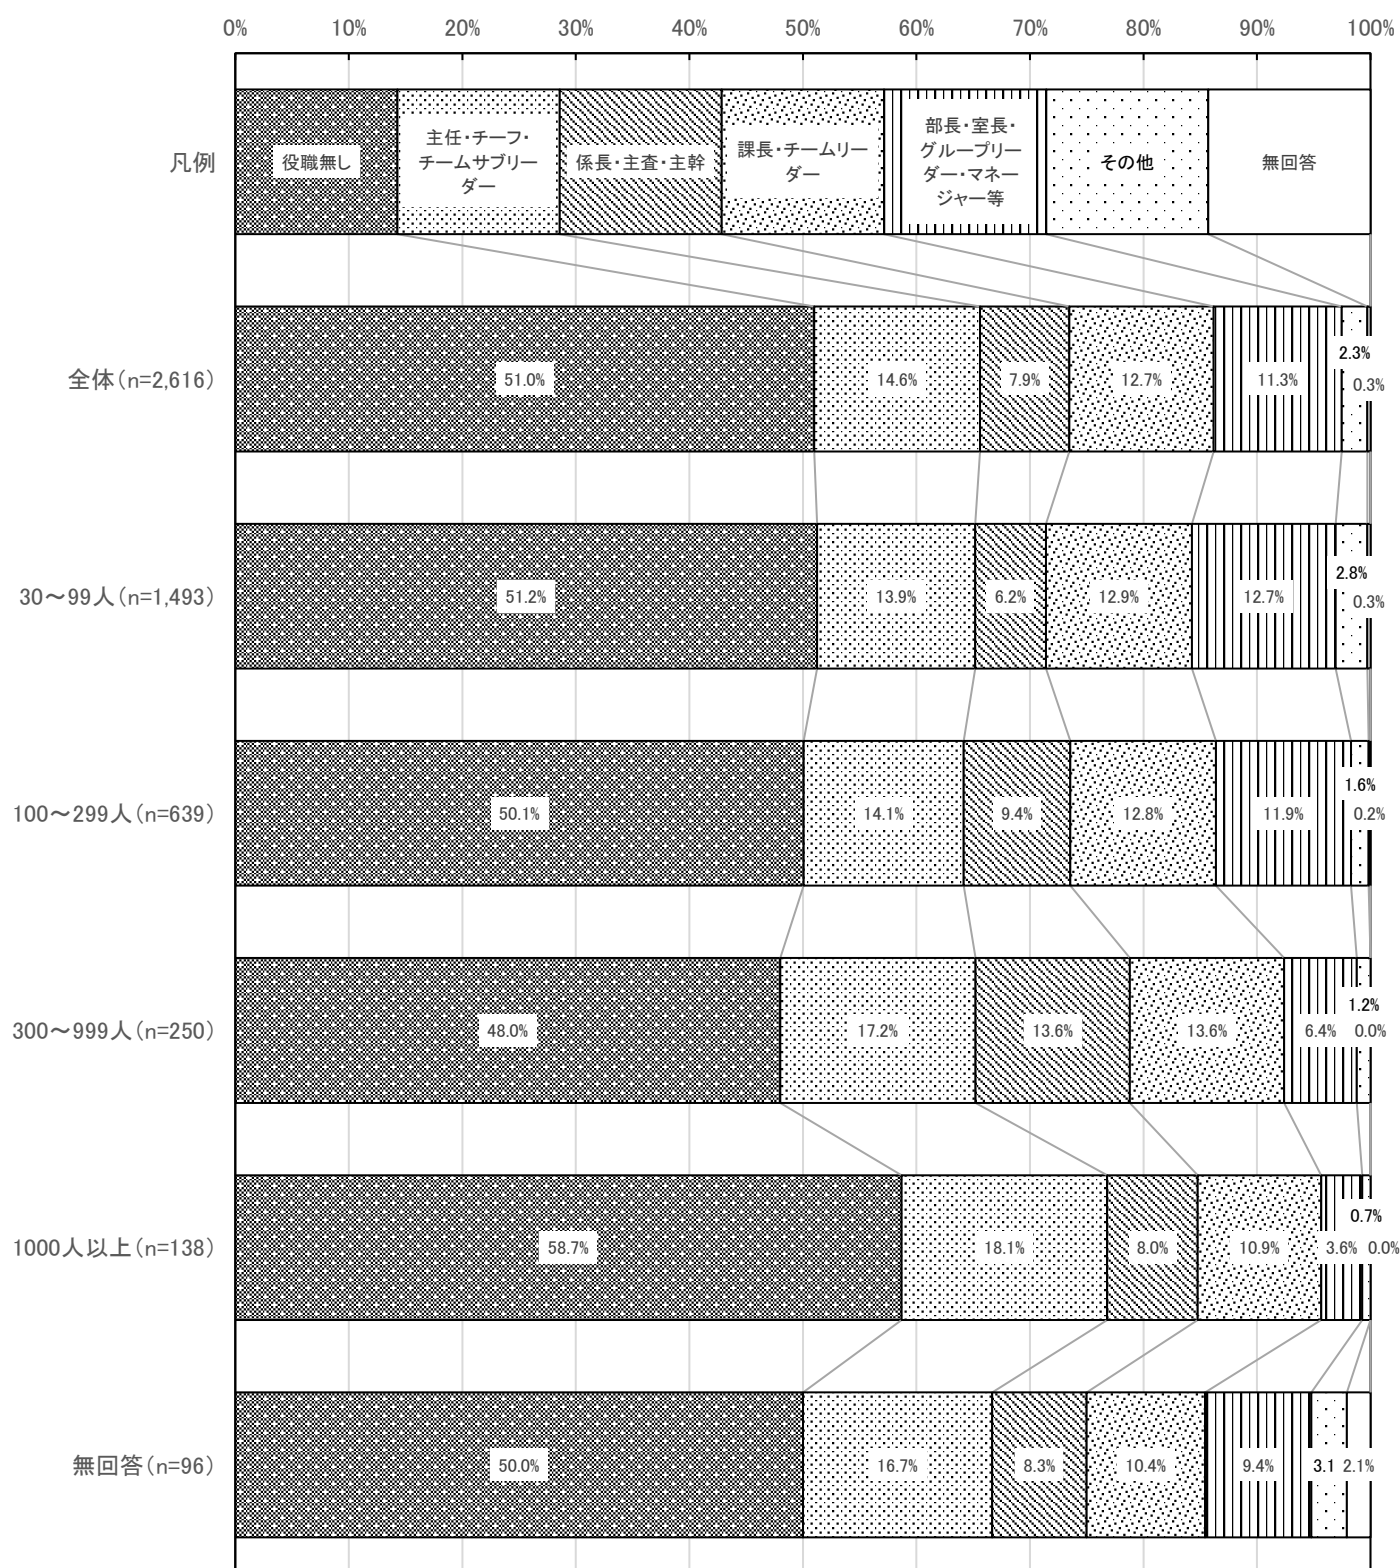 0% 10% 20% 30% 40% 50% 60% 70% 80% 90% 100%
凡例
役職無し
主任・チーフ・
チームサブリー
ダー
係長・主査・主幹
課長・チームリー
ダー
部長・室長・
グループリー
ダー・マネー
ジャー等
その他
無回答
全体（n=2,616） 51.0% 14.6% 7.9% 12.7% 11.3% 2.3% 0.3%
30～99人（n=1,493） 51.2% 13.9% 6.2% 12.9% 12.7% 2.8% 0.3%
100～299人（n=639） 50.1% 14.1% 9.4% 12.8% 11.9% 1.6% 0.2%
300～999人（n=250） 48.0% 17.2% 13.6% 13.6% 6.4% 1.2% 0.0%
1000人以上（n=138） 58.7% 18.1% 8.0% 10.9% 3.6% 0.7% 0.0%
無回答（n=96） 50.0% 16.7% 8.3% 10.4% 9.4% 3.1 2.1%